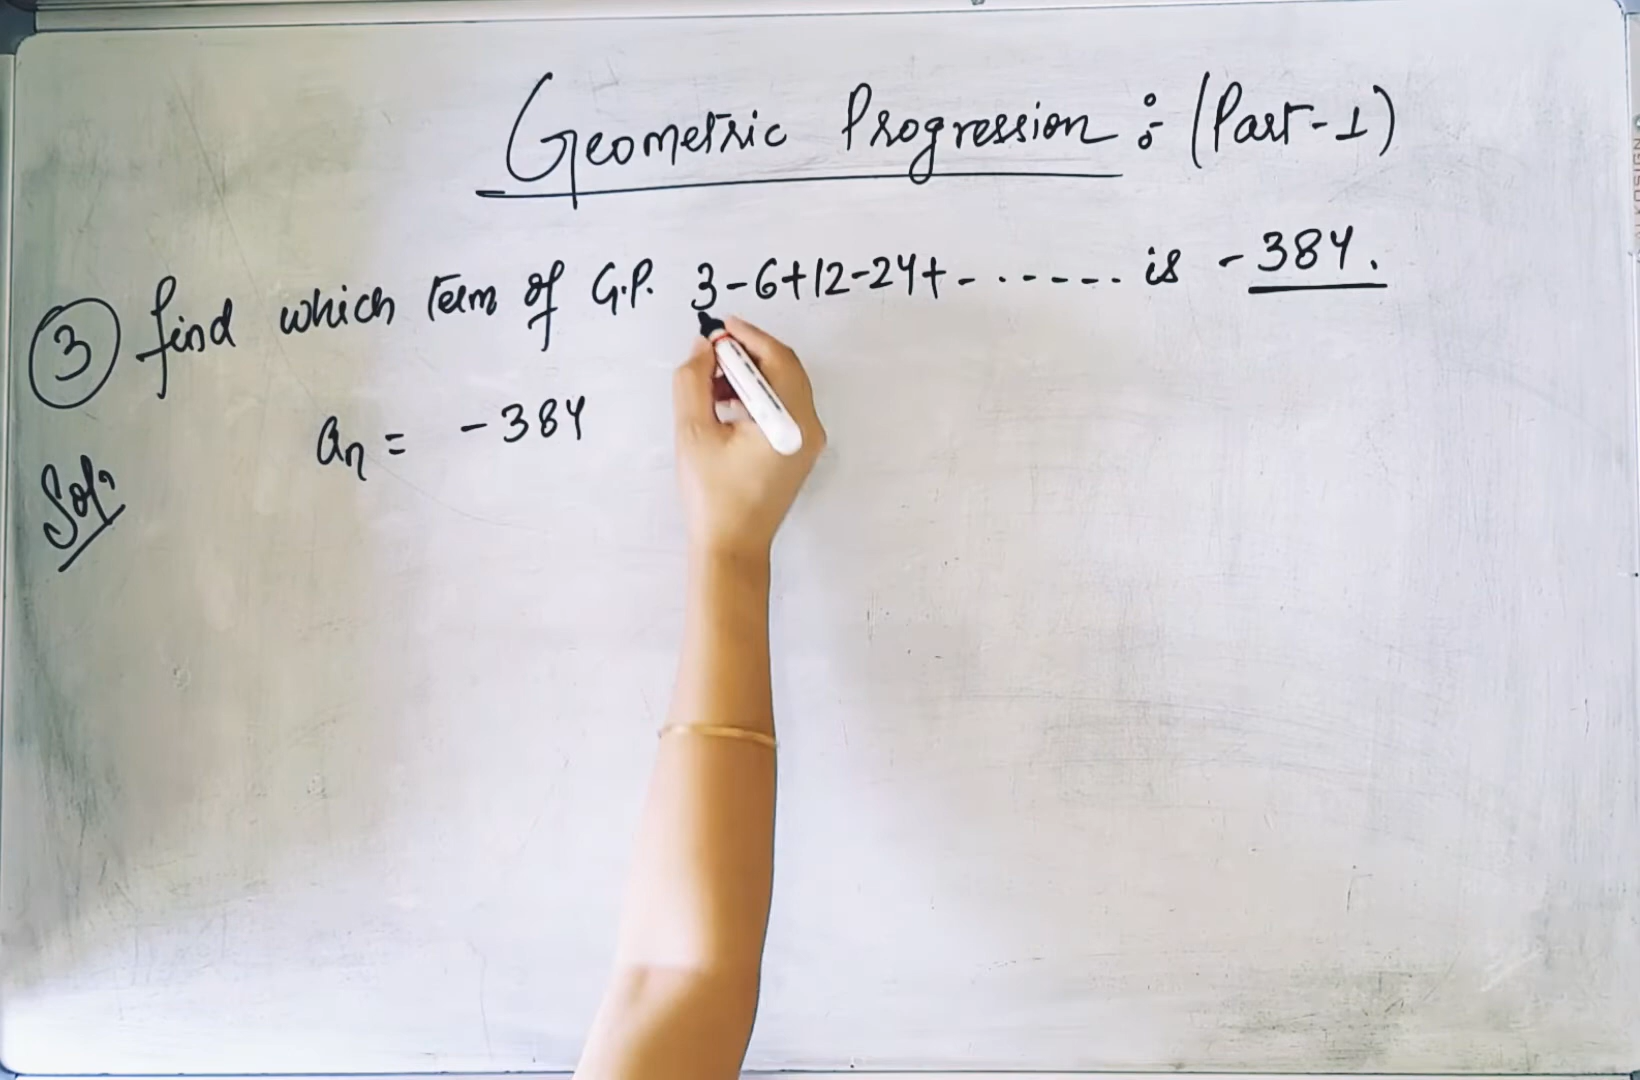 Geometric Progression : (Part-1)
3 find which term of G.P. 3-6+12-24+-------- is -384.
Sol:
an = -384